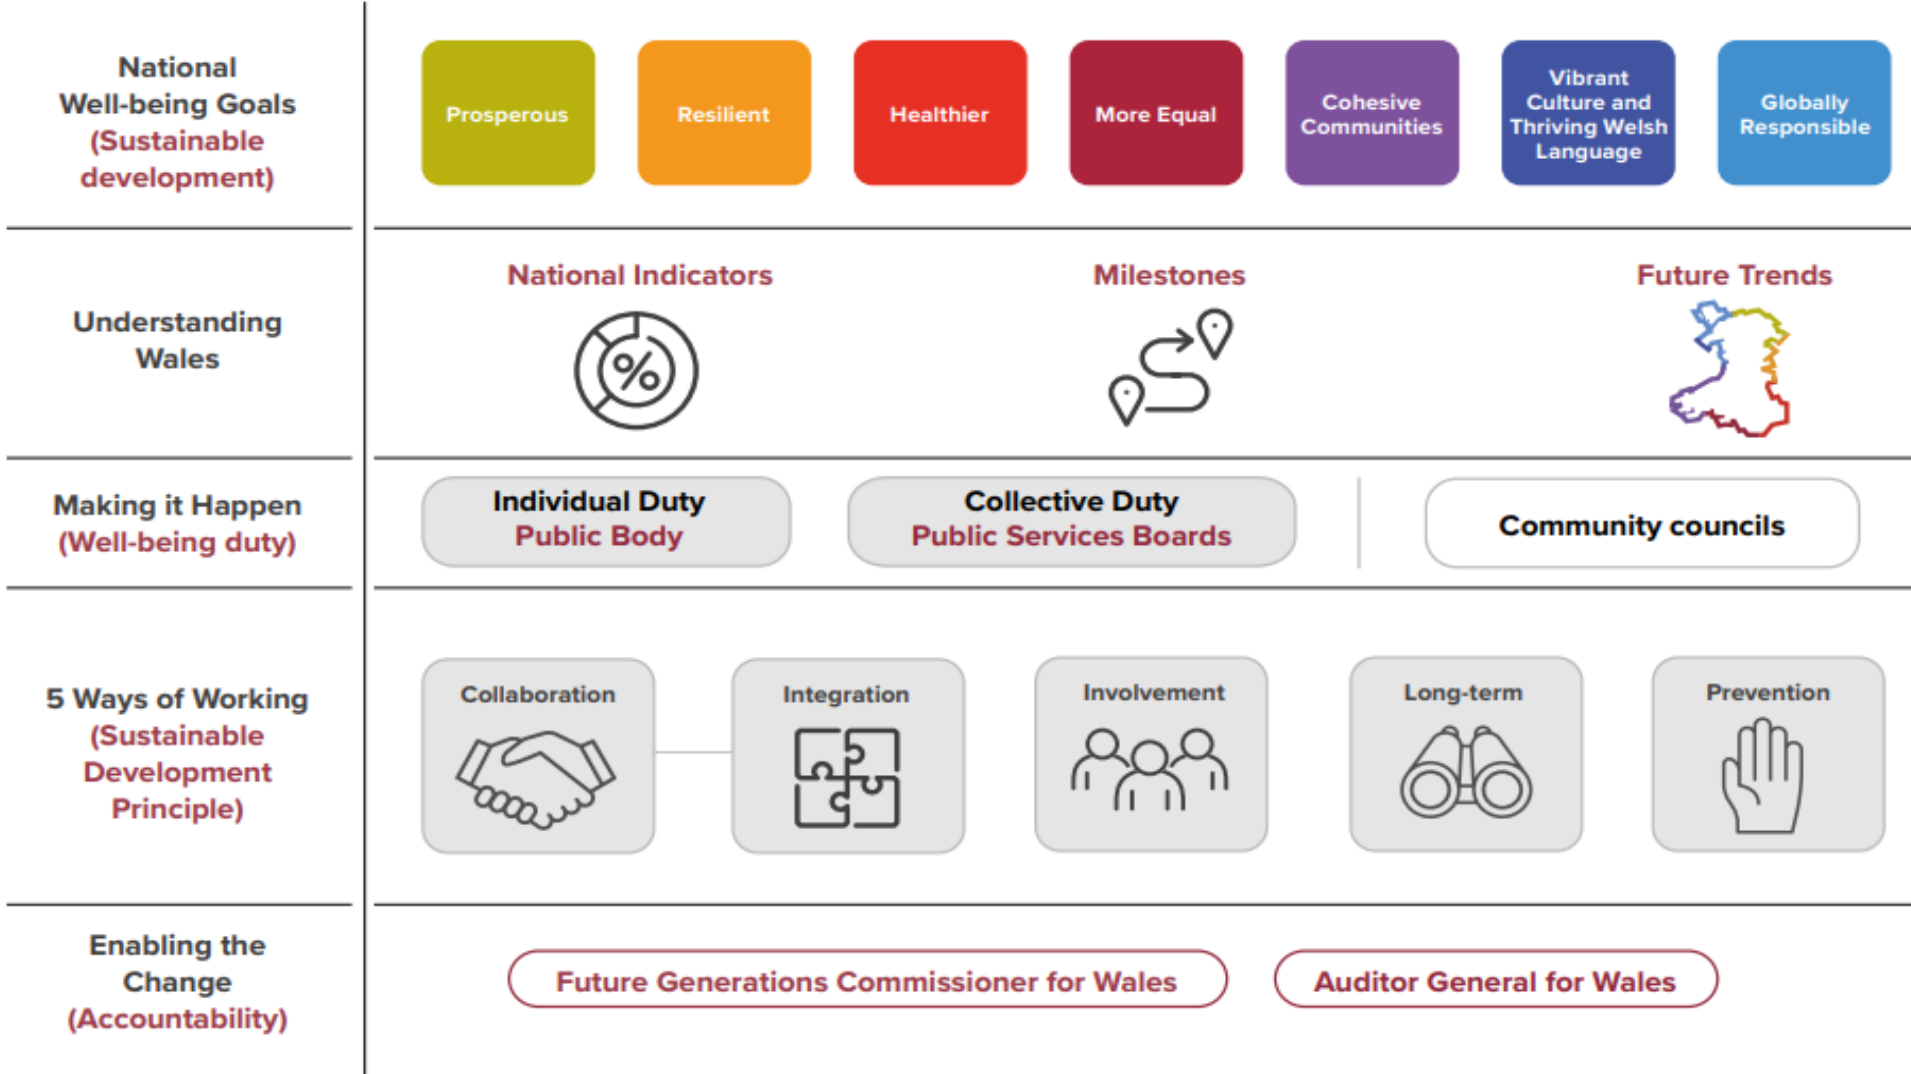 National
Well-being Goals
(Sustainable
development)
Prosperous
Resilient
Healthier
More Equal
Cohesive
Communities
Vibrant
Culture and
Thriving Welsh
Language
Globally
Responsible
Understanding
Wales
National Indicators
%
Milestones
Future Trends
Making it Happen
(Well-being duty)
Individual Duty
Public Body
Collective Duty
Public Services Boards
Community councils
5 Ways of Working
(Sustainable
Development
Principle)
Collaboration
Integration
Involvement
Long-term
Prevention
Enabling the
Change
(Accountability)
Future Generations Commissioner for Wales
Auditor General for Wales